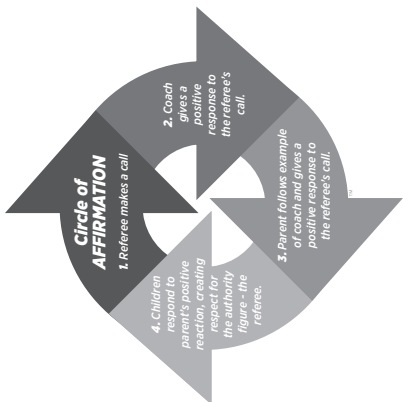 Circle of
AFFIRMATION
1. Referee makes a call
2. Coach
gives a
positive
response to
the referee's
call.
3. Parent follows example
of coach and gives a
positive response to
the referee's call.
4. Children
respond to
parent's positive
reaction, creating
respect for
the authority
figure - the
referee.
TM